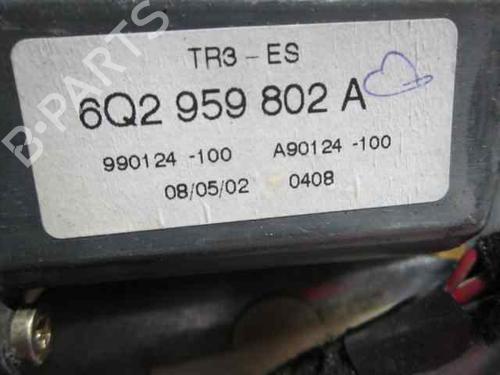 TR3 - ES
6Q2 959 802 A
990124 -100 A90124 -100
08/05/02 0408
B-PARTS